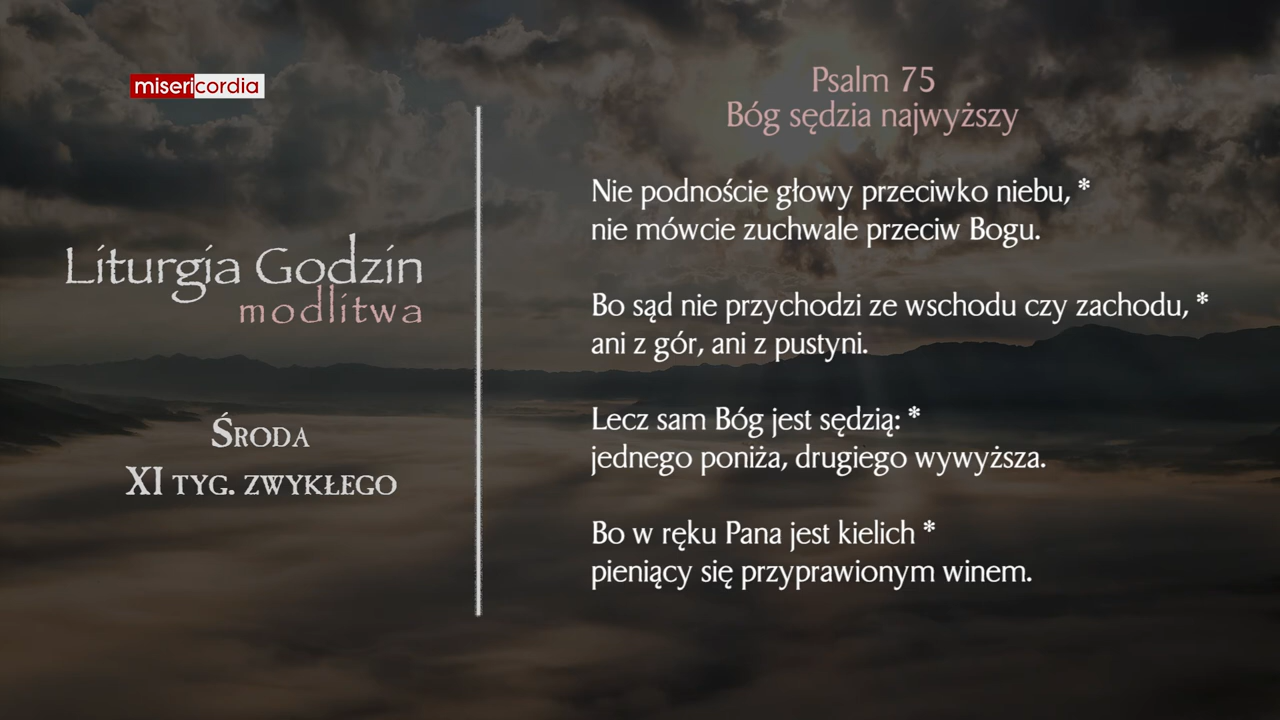 misericordia
Liturgia Godzin
modlitwa
Środa
XI tyg. zwykłego
Psalm 75
Bóg sędzia najwyższy
Nie podnoście głowy przeciwko niebu, *
nie mówcie zuchwale przeciw Bogu.
Bo sąd nie przychodzi ze wschodu czy zachodu, *
ani z gór, ani z pustyni.
Lecz sam Bóg jest sędzią: *
jednego poniża, drugiego wywyższa.
Bo w ręku Pana jest kielich *
pieniący się przyprawionym winem.